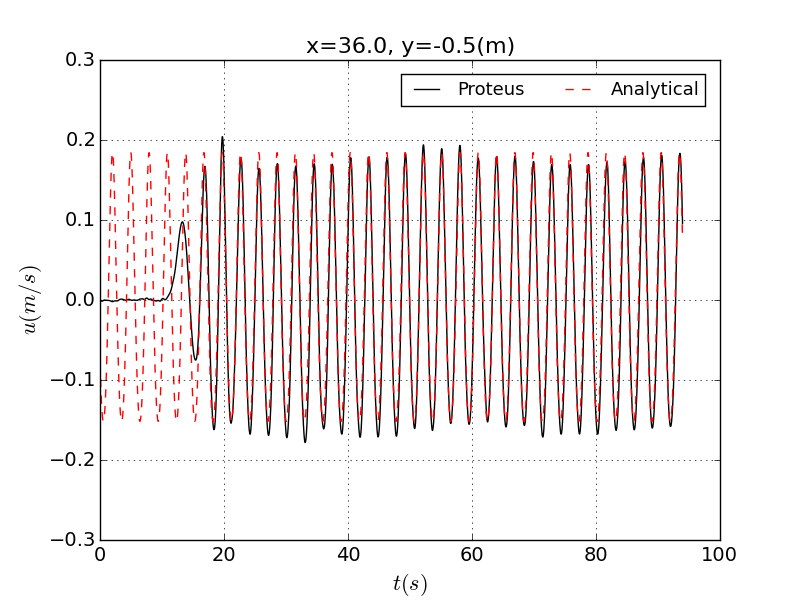 x=36.0, y=-0.5(m)
Proteus
Analytical
0.3
0.2
0.1
0.0
−0.1
−0.2
−0.3
u(m/s)
0 20 40 60 80 100
t(s)